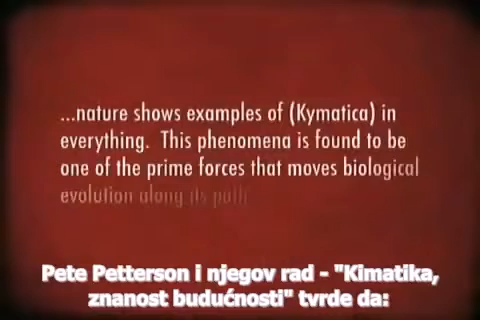 ...nature shows examples of (Kymatica) in
everything. This phenomena is found to be
one of the prime forces that moves biological
evolution along its path
Pete Petterson i njegov rad - "Kimatika,
znanost budućnosti" tvrde da: